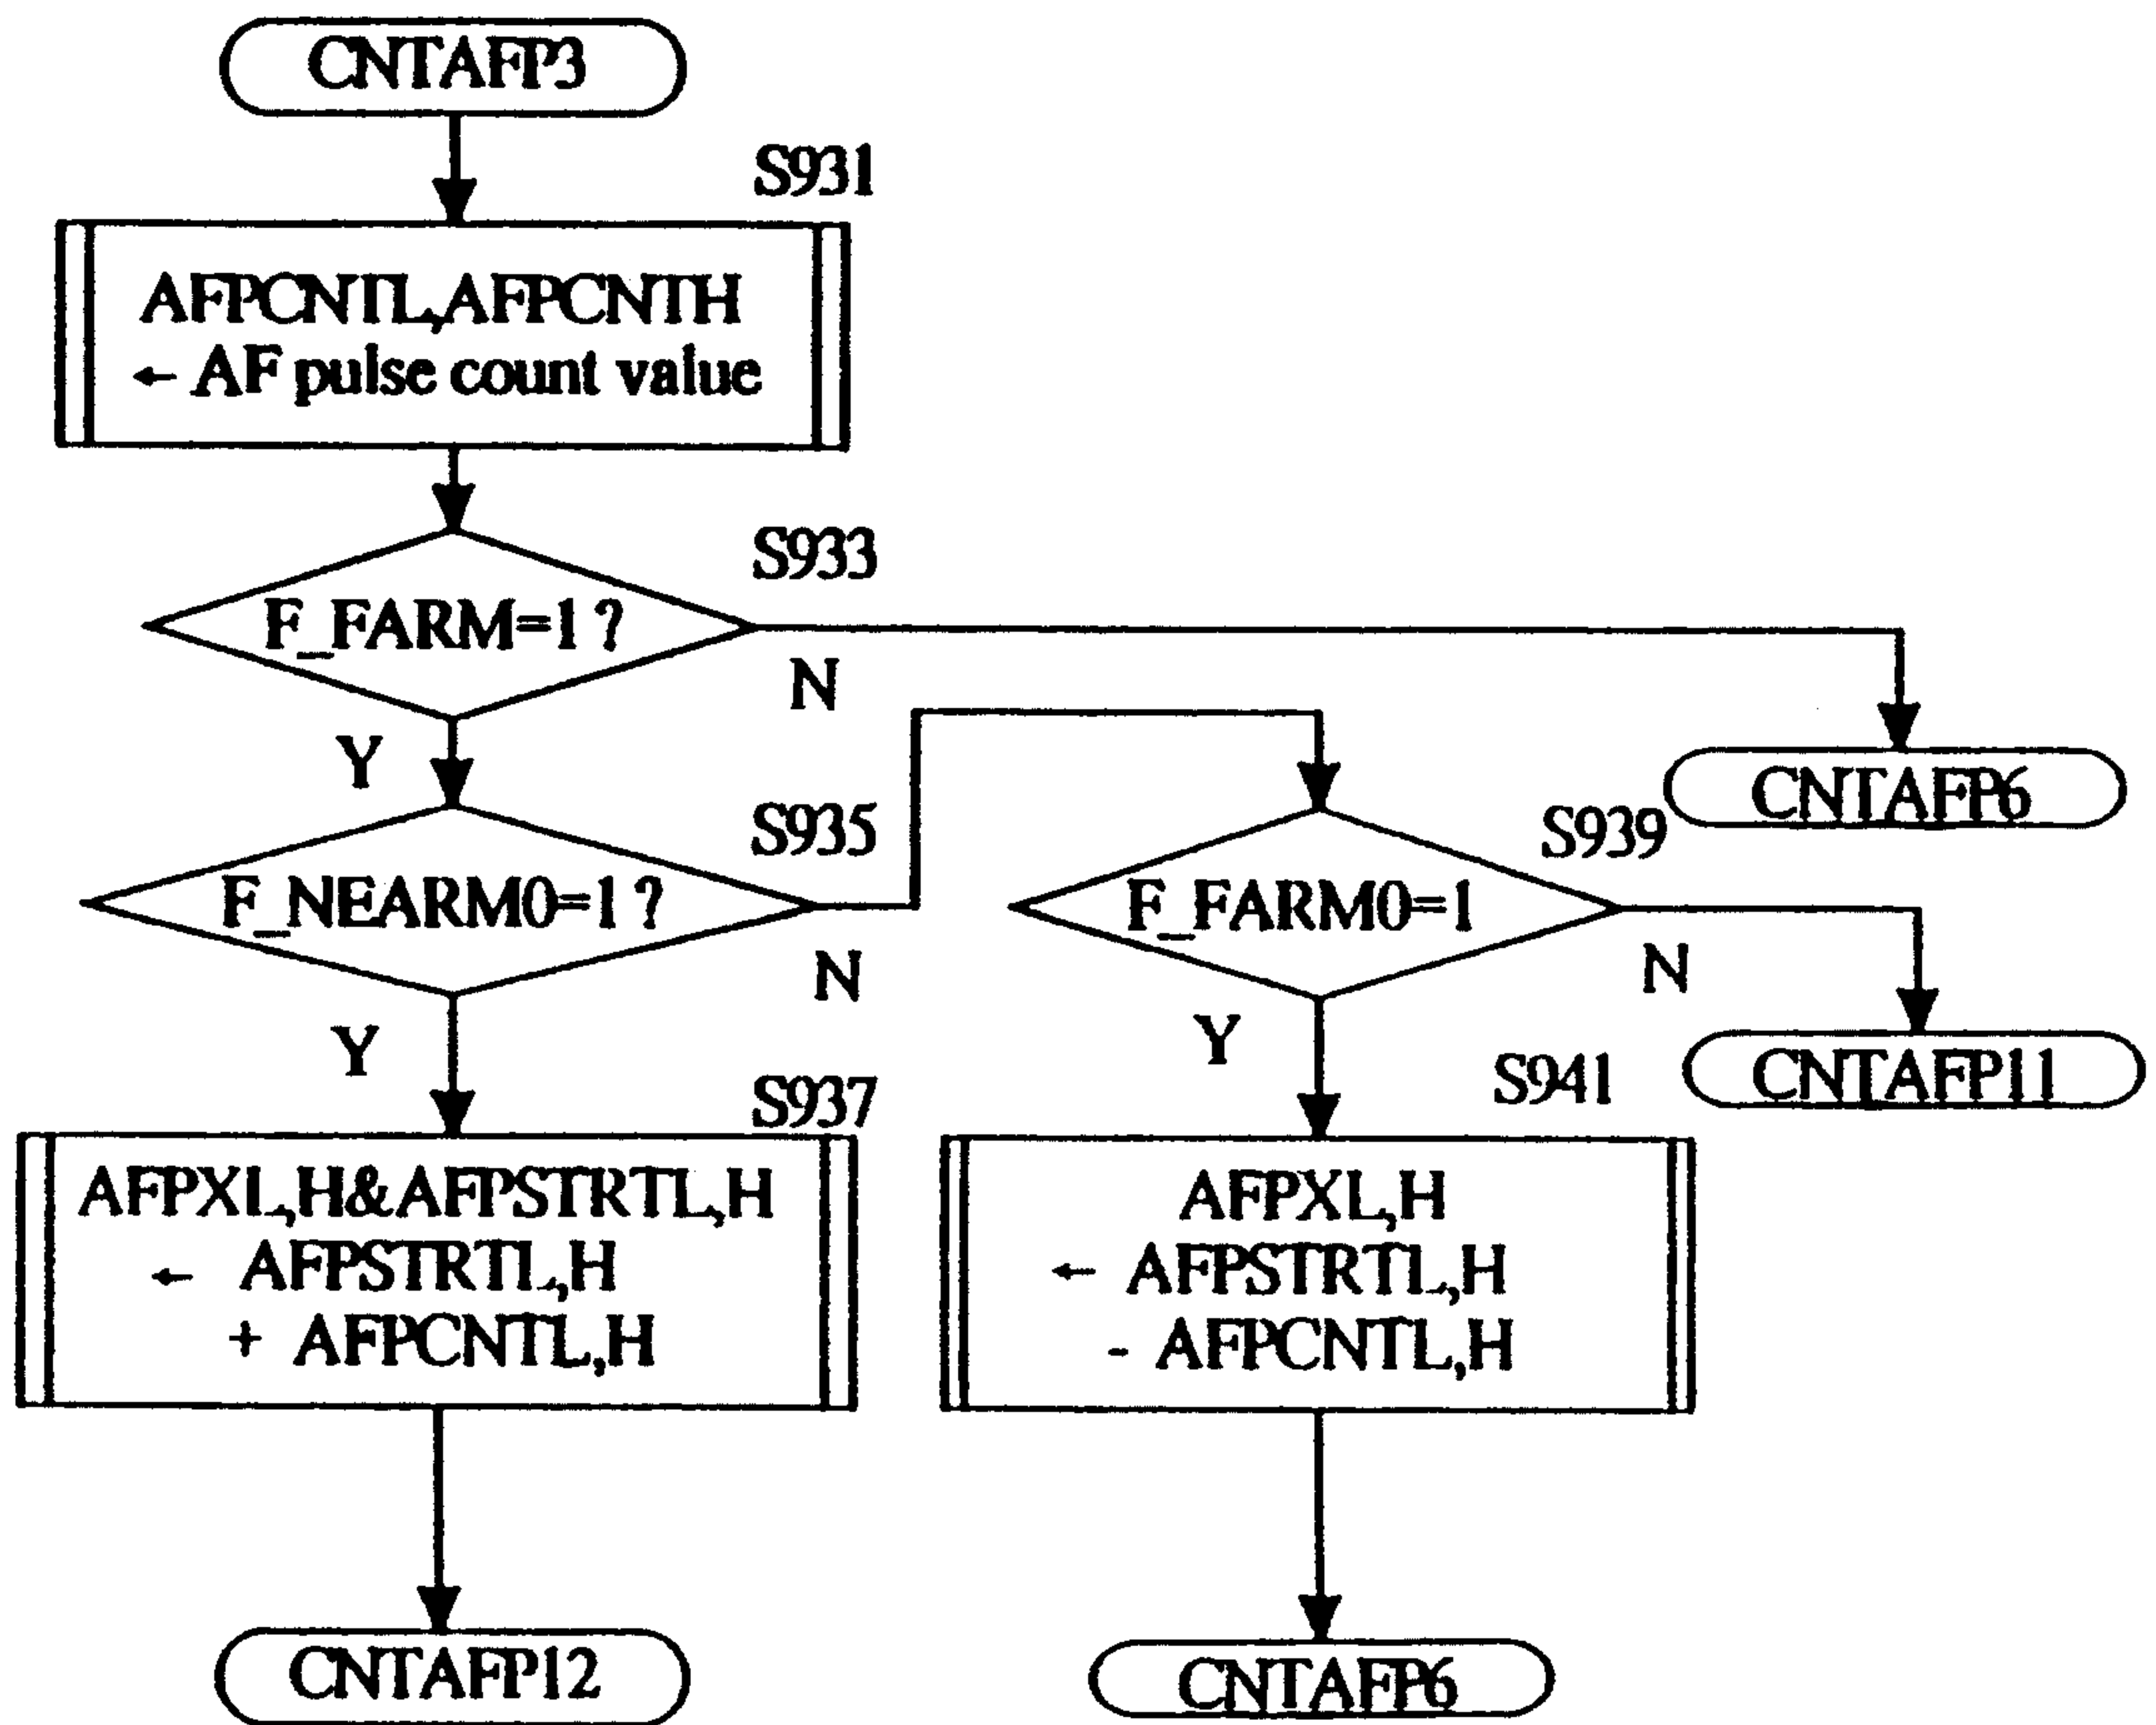 CNTAFP3
S931
AFPCNTL,AFPCNTH
← AF pulse count value
S933
F_FARM=1 ?
N
Y
CNTAFP6
S935
F_NEARM0=1 ?
N
S939
F_FARM0=1
N
Y
Y
CNTAFP11
S937
AFPXL,H&AFPSTRTL,H
← AFPSTRTL,H
+ AFPCNTL,H
S941
AFPXL,H
← AFPSTRTL,H
- AFPCNTL,H
CNTAFP12
CNTAFP6